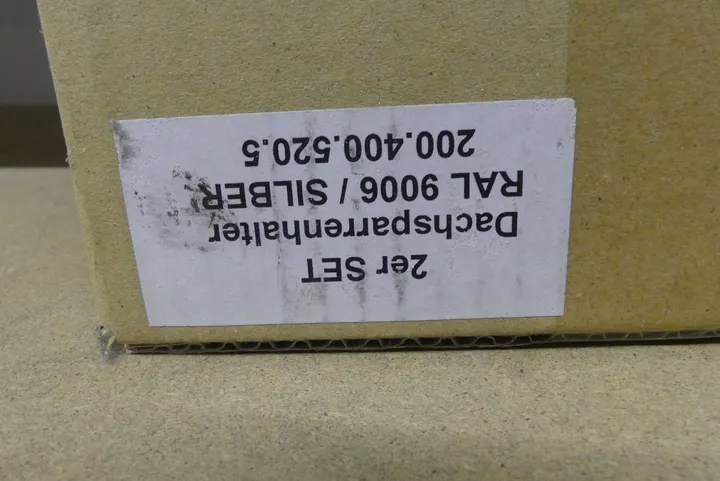 2er SET
Dachsparrenhalter
RAL 9006 / SILBER
200.400.520.5